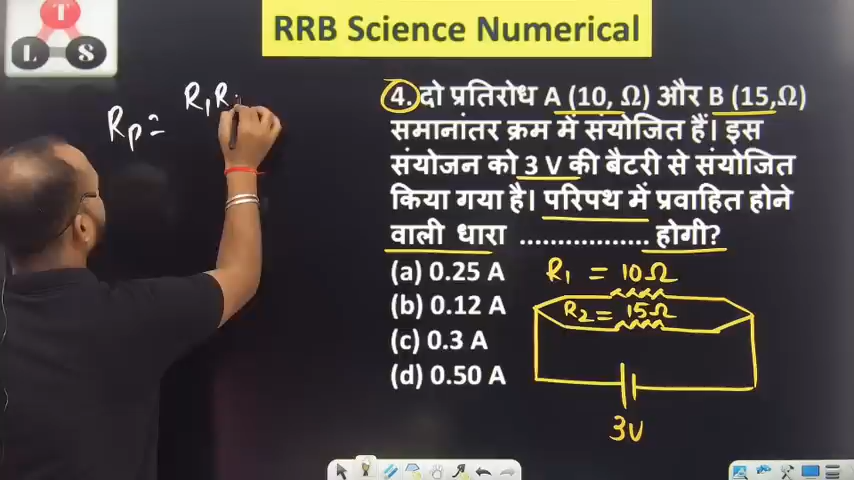 T
L S
RRB Science Numerical
Rp = R₁R
4. दो प्रतिरोध A (10, Ω) और B (15,Ω)
समानांतर क्रम में संयोजित हैं। इस
संयोजन को 3 V की बैटरी से संयोजित
किया गया है। परिपथ में प्रवाहित होने
वाली धारा .................. होगी?
(a) 0.25 A
(b) 0.12 A
(c) 0.3 A
(d) 0.50 A
R₁ = 10Ω
R₂ = 15Ω
3V